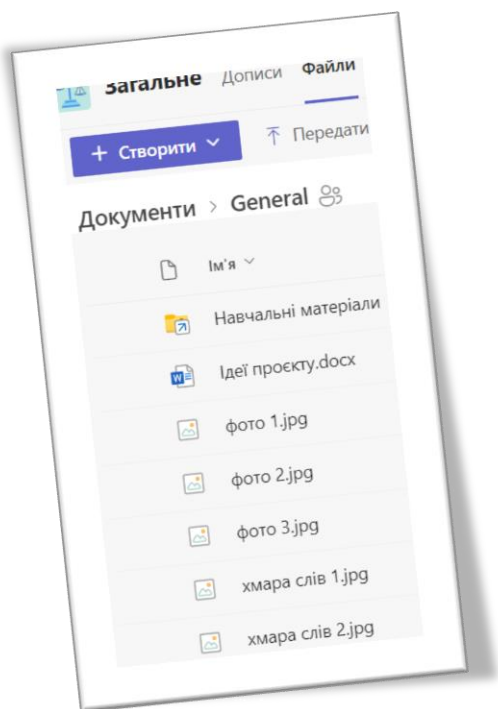 Загальне Дописи Файли
+ Створити Передати
Документи > General
Ім'я
Навчальні матеріали
Ідеї проєкту.docx
фото 1.jpg
фото 2.jpg
фото 3.jpg
хмара слів 1.jpg
хмара слів 2.jpg